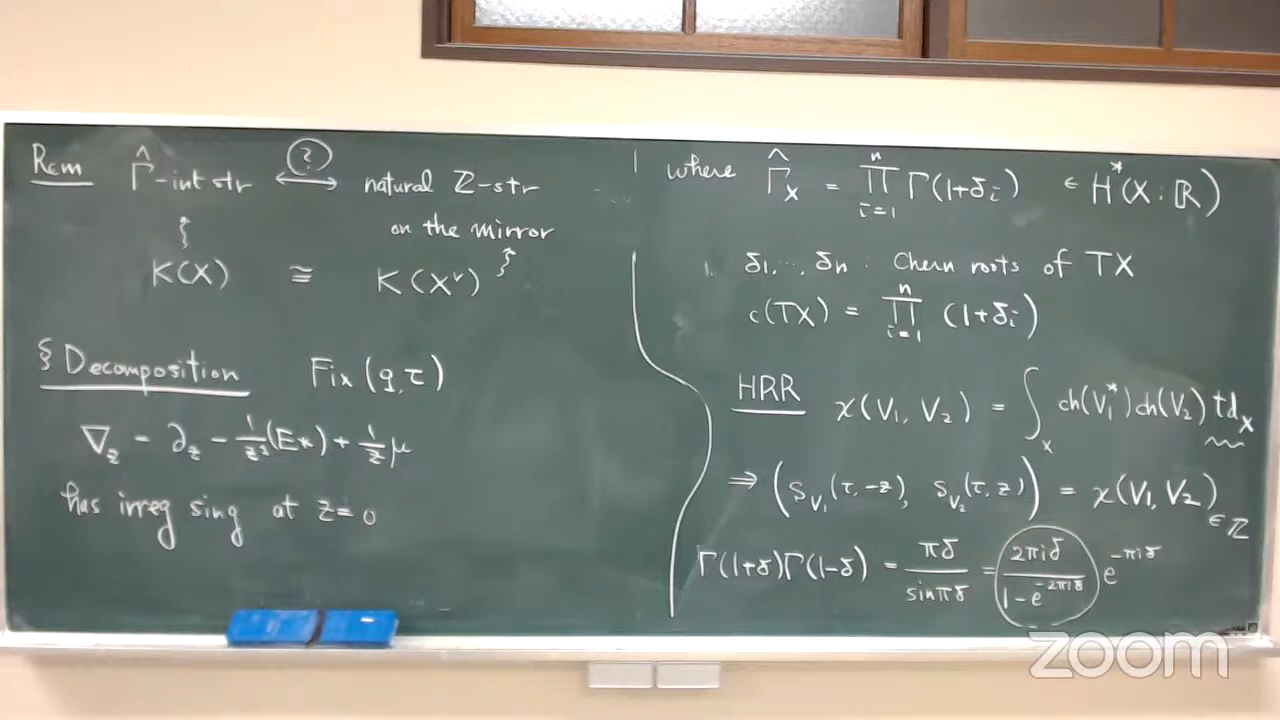 Rem Γ̂-int str ⟷ (?) natural Z-str
on the mirror
K(X) ≅ K(X^∨)
§ Decomposition Fix (q, τ)
∇_z - ∂_z - 1/z² (E⋆) + 1/z μ
has irreg sing at z = 0
where Γ̂_X = ∏_{i=1}^n Γ(1+δ_i) ∈ H^*(X; ℝ)
δ_1, ..., δ_n : Chern roots of TX
c(TX) = ∏_{i=1}^n (1+δ_i)
HRR χ(V_1, V_2) = ∫_X ch(V_1^*) ch(V_2) td_X
⇒ (s_{V_1}(τ, -z), s_{V_2}(τ, z)) = χ(V_1, V_2) ∈ ℤ
Γ(1+δ)Γ(1-δ) = πδ / sin πδ = 2πiδ / (1 - e^{-2πiδ}) e^{-πiδ}
zoom